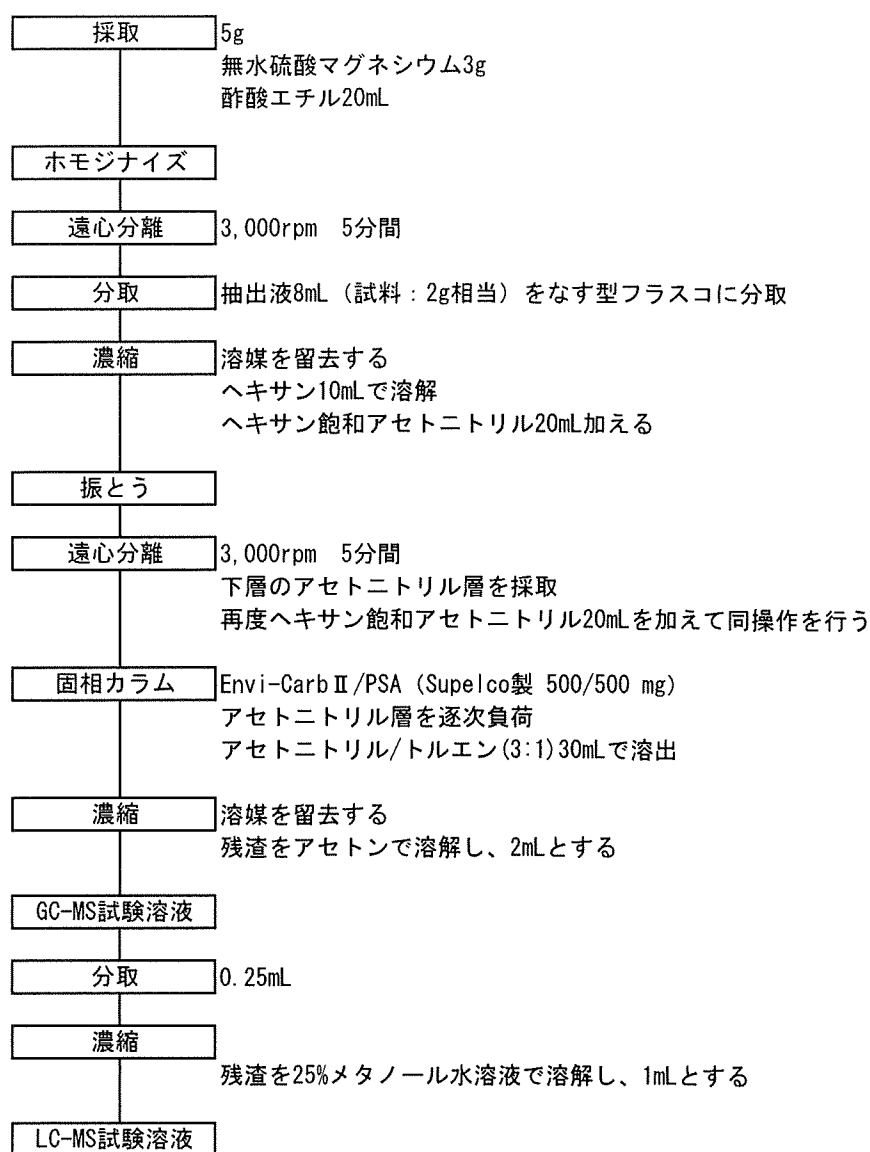 採取 5g
無水硫酸マグネシウム3g
酢酸エチル20mL
ホモジナイズ
遠心分離 3,000rpm 5分間
分取 抽出液8mL（試料：2g相当）をなす型フラスコに分取
濃縮 溶媒を留去する
ヘキサン10mLで溶解
ヘキサン飽和アセトニトリル20mL加える
振とう
遠心分離 3,000rpm 5分間
下層のアセトニトリル層を採取
再度ヘキサン飽和アセトニトリル20mLを加えて同操作を行う
固相カラム Envi-CarbⅡ/PSA（Supelco製 500/500 mg）
アセトニトリル層を逐次負荷
アセトニトリル/トルエン(3:1)30mLで溶出
濃縮 溶媒を留去する
残渣をアセトンで溶解し、2mLとする
GC-MS試験溶液
分取 0.25mL
濃縮
残渣を25%メタノール水溶液で溶解し、1mLとする
LC-MS試験溶液